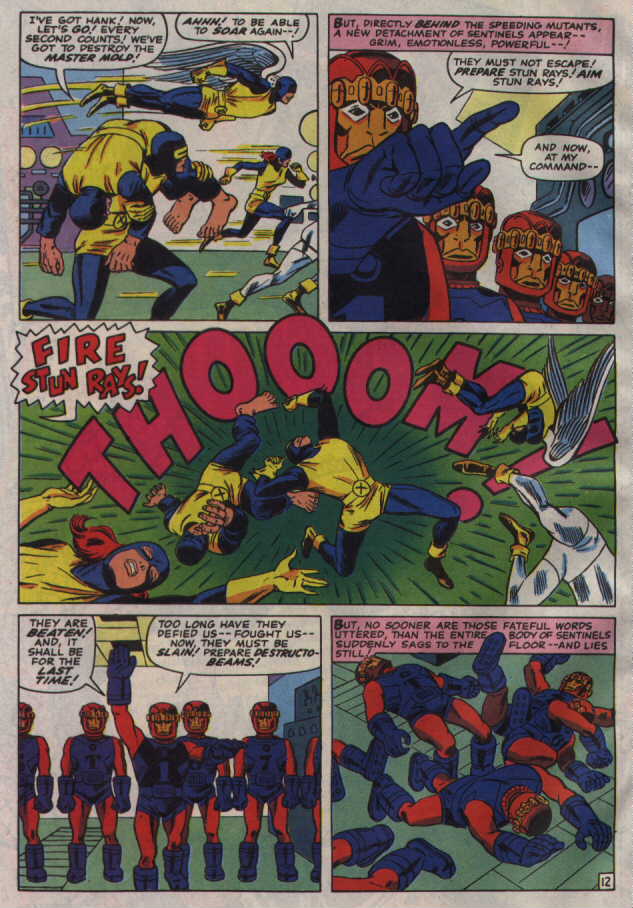 I'VE GOT HANK! NOW,
LET'S GO! EVERY
SECOND COUNTS! WE'VE
GOT TO DESTROY THE
MASTER MOLD!
AHHH! TO BE ABLE
TO SOAR AGAIN--!
BUT, DIRECTLY BEHIND THE SPEEDING MUTANTS,
A NEW DETACHMENT OF SENTINELS APPEAR--
GRIM, EMOTIONLESS, POWERFUL--!
THEY MUST NOT ESCAPE!
PREPARE STUN RAYS! AIM
STUN RAYS!
AND NOW,
AT MY
COMMAND--
FIRE
STUN RAYS!
THOOOM!!
THEY ARE
BEATEN!
AND, IT
SHALL BE
FOR THE
LAST
TIME!
TOO LONG HAVE THEY
DEFIED US-- FOUGHT US--
NOW, THEY MUST BE
SLAIN! PREPARE DESTRUCTO-
BEAMS!
BUT, NO SOONER ARE THOSE FATEFUL WORDS
UTTERED, THAN THE ENTIRE BODY OF SENTINELS
SUDDENLY SAGS TO THE FLOOR--AND LIES
STILL!
T
1
7
12